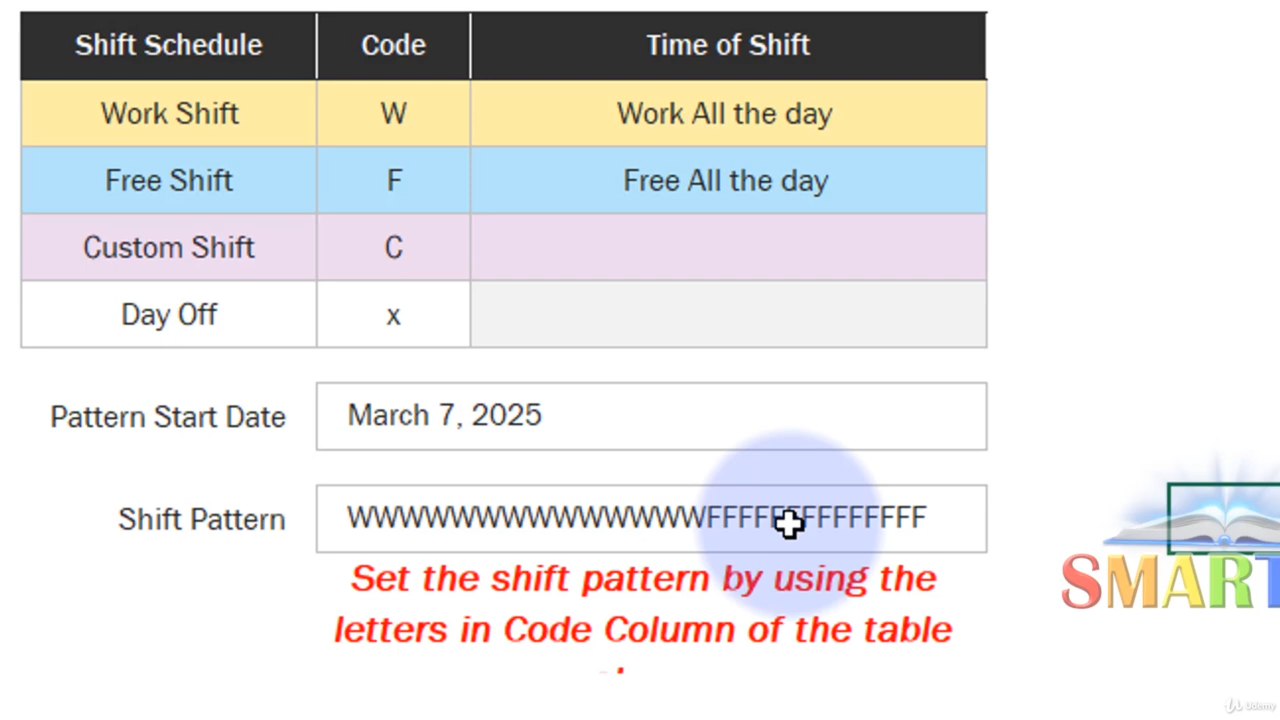 Shift Schedule Code Time of Shift
Work Shift W Work All the day
Free Shift F Free All the day
Custom Shift C
Day Off x
Pattern Start Date March 7, 2025
Shift Pattern WWWWWWWWWWWWWWFFFFFFFFFFFFFF
Set the shift pattern by using the
letters in Code Column of the table
SMART
Udemy